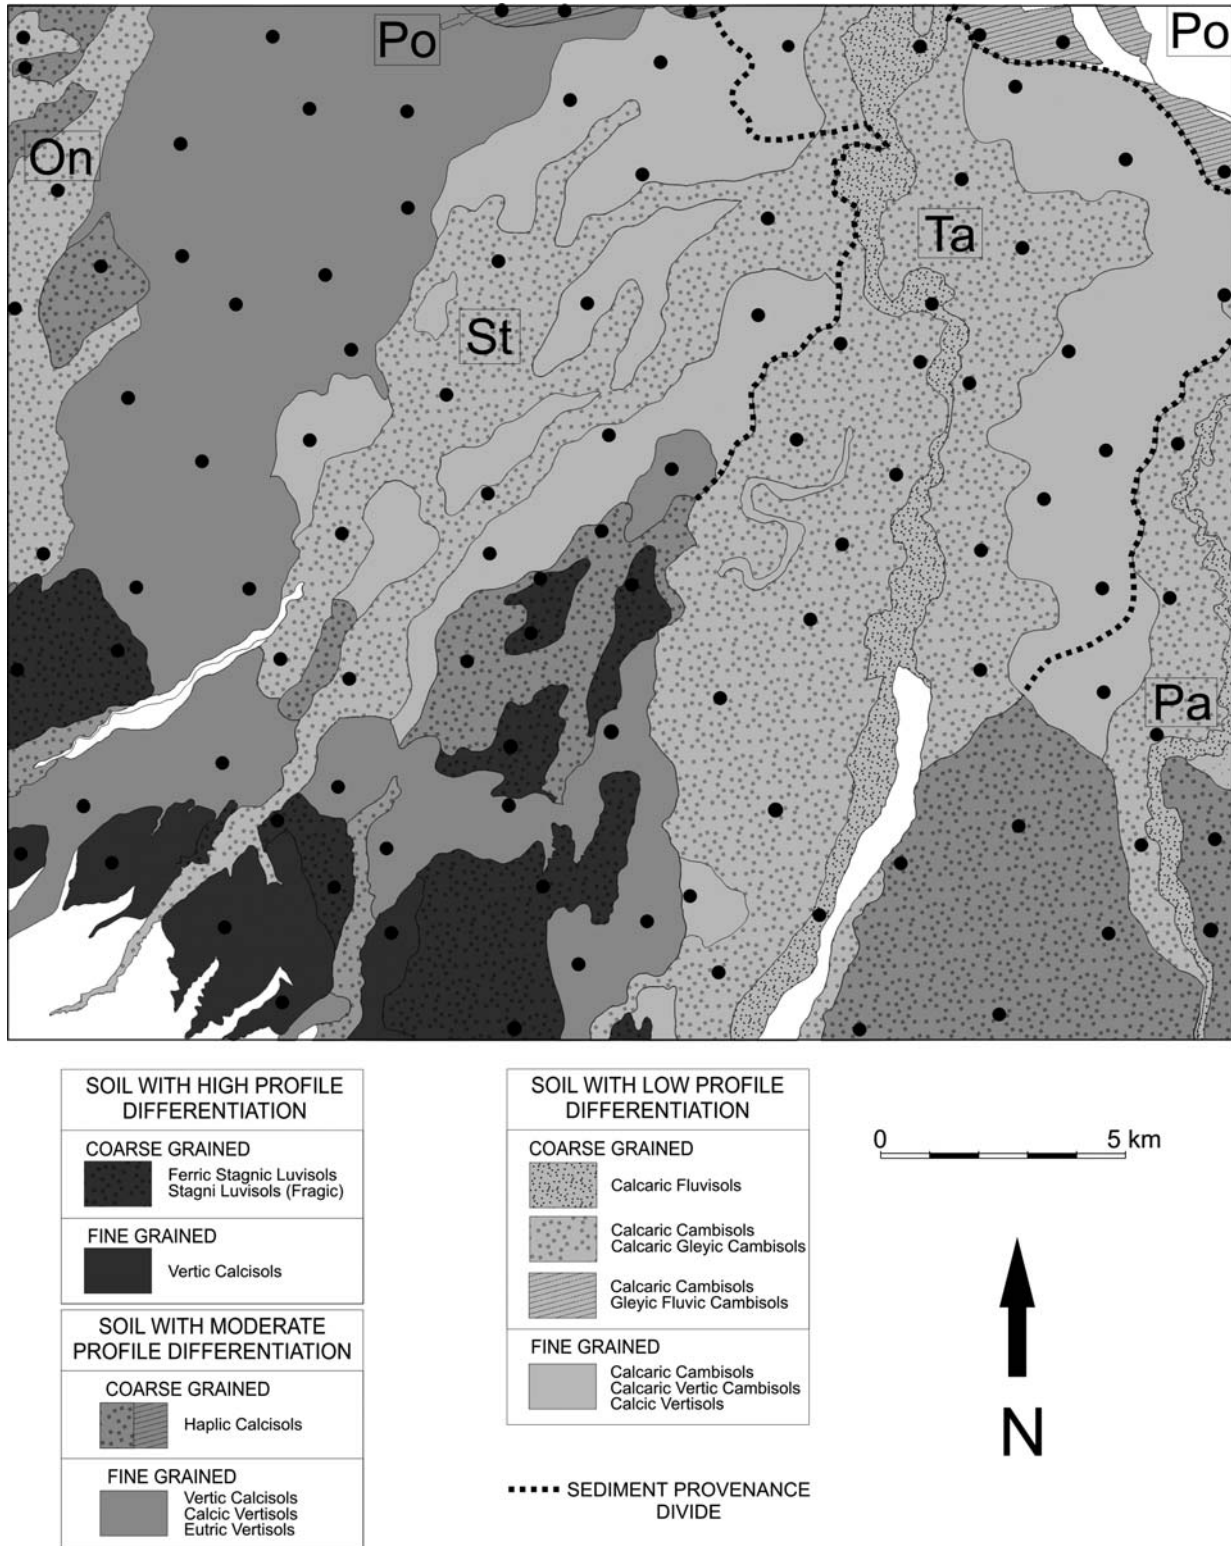 Po
Po
On
Ta
St
Pa
SOIL WITH HIGH PROFILE
DIFFERENTIATION
COARSE GRAINED
Ferric Stagnic Luvisols
Stagni Luvisols (Fragic)
FINE GRAINED
Vertic Calcisols
SOIL WITH MODERATE
PROFILE DIFFERENTIATION
COARSE GRAINED
Haplic Calcisols
FINE GRAINED
Vertic Calcisols
Calcic Vertisols
Eutric Vertisols
SOIL WITH LOW PROFILE
DIFFERENTIATION
COARSE GRAINED
Calcaric Fluvisols
Calcaric Cambisols
Calcaric Gleyic Cambisols
Calcaric Cambisols
Gleyic Fluvic Cambisols
FINE GRAINED
Calcaric Cambisols
Calcaric Vertic Cambisols
Calcic Vertisols
SEDIMENT PROVENANCE
DIVIDE
0 5 km
N